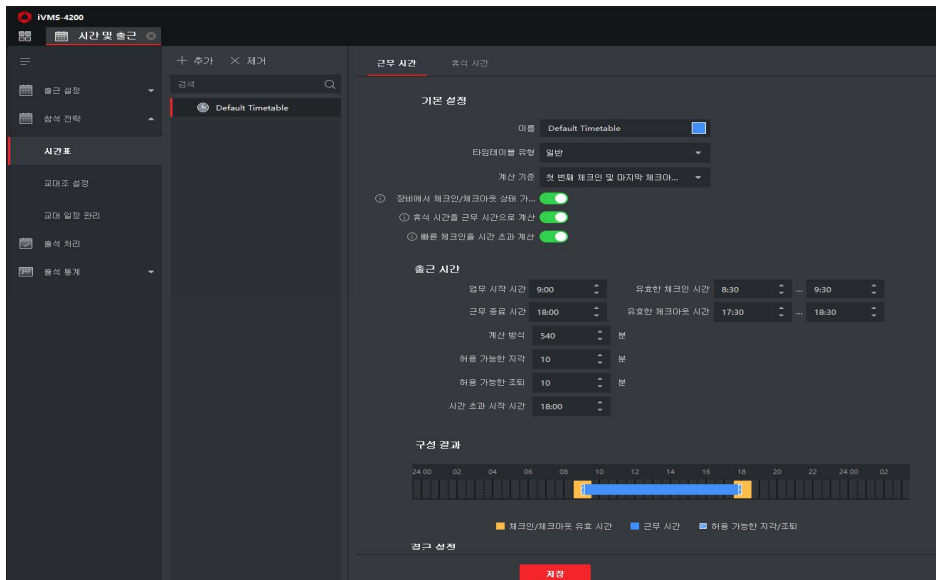 iVMS-4200
시간 및 출근
추가 제거
근무 시간 휴식 시간
검색
출근 설정
Default Timetable
기본 설정
참석 전략
이름 Default Timetable
시간표
타임테이블 유형 일반
계산 기준 첫 번째 체크인 및 마지막 체크아...
교대조 설정
장비에서 체크인/체크아웃 상태 가...
교대 일정 관리
휴식 시간을 근무 시간으로 계산
빠른 체크인을 시간 초과 계산
출석 처리
출석 통계
출근 시간
업무 시작 시간 9:00 유효한 체크인 시간 8:30 ... 9:30
근무 종료 시간 18:00 유효한 체크아웃 시간 17:30 ... 18:30
계산 방식 540 분
허용 가능한 지각 10 분
허용 가능한 조퇴 10 분
시간 초과 시작 시간 18:00
구성 결과
24 00 02 04 06 08 10 12 14 16 18 20 22 24 00 02
체크인/체크아웃 유효 시간 근무 시간 허용 가능한 지각/조퇴
결근 설정
저장